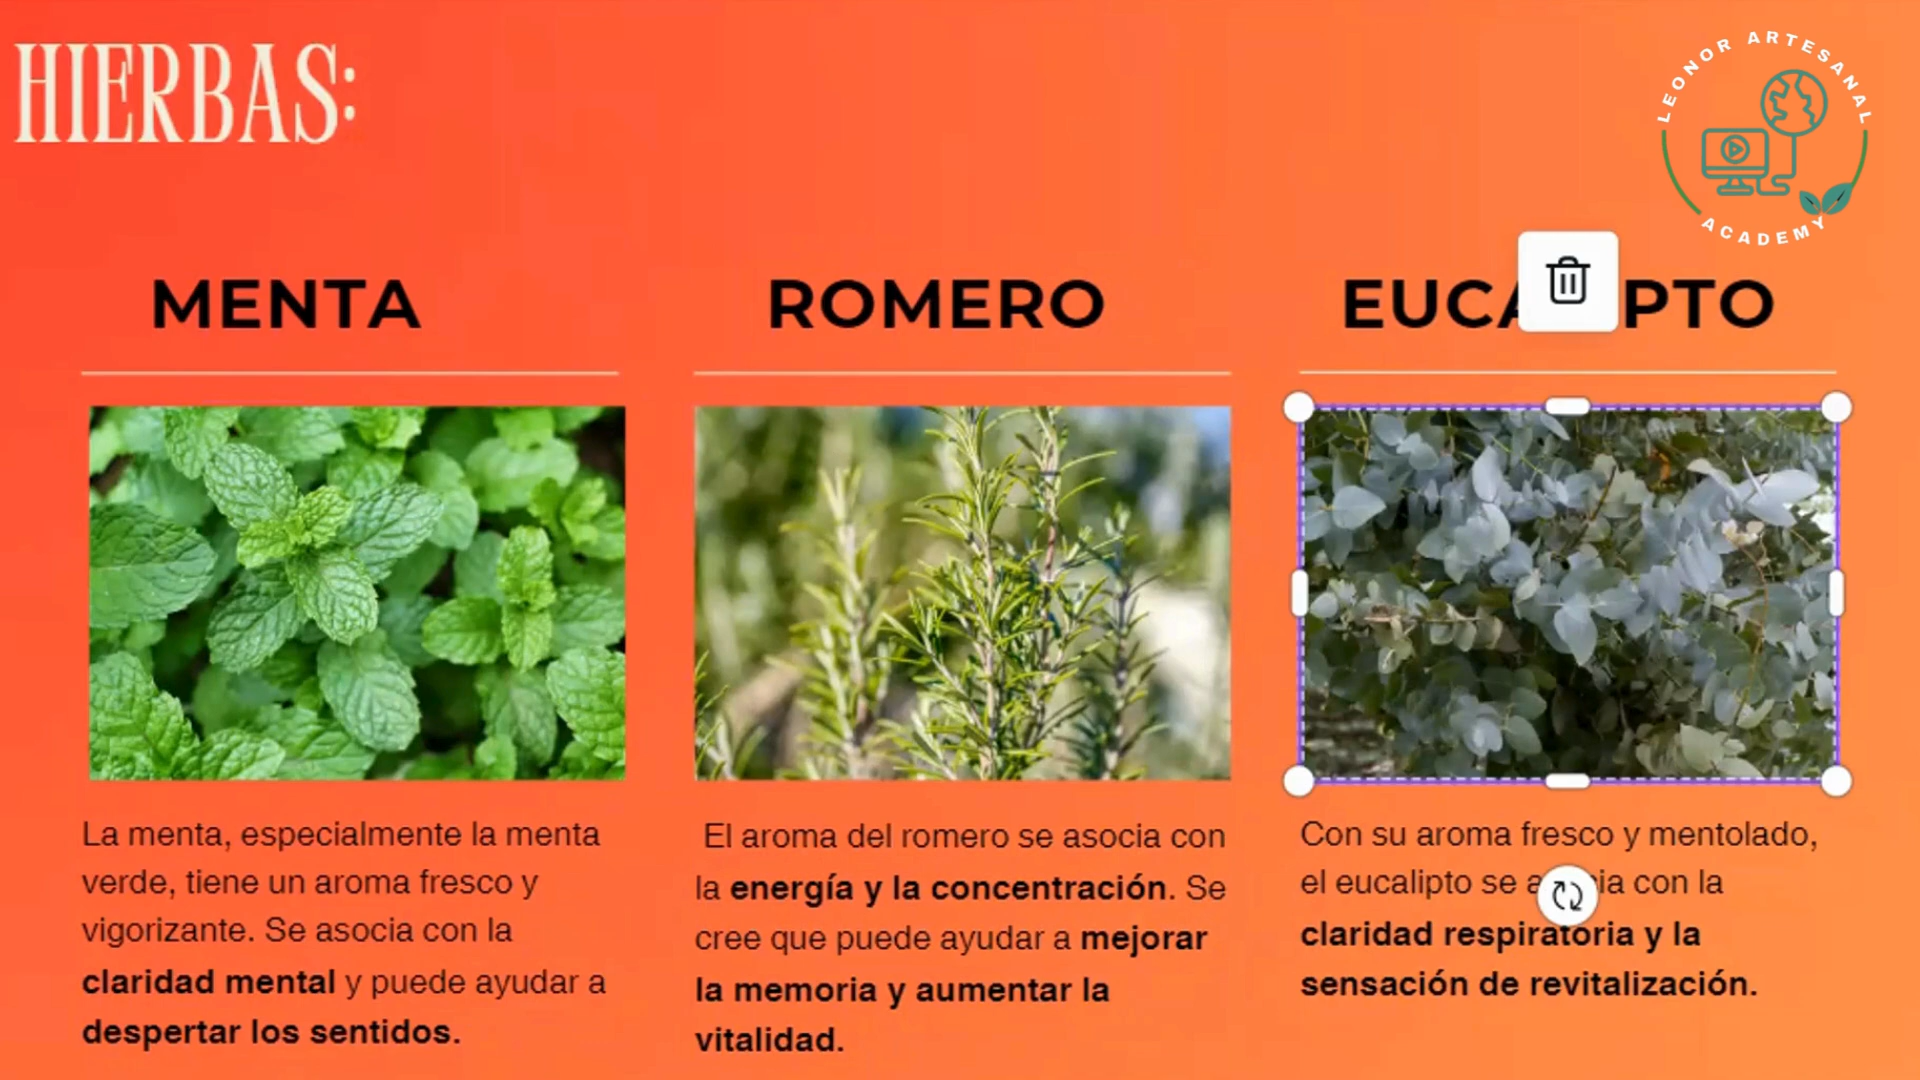 HIERBAS:
LEONOR ARTESANAL
ACADEMY
MENTA
ROMERO
La menta, especialmente la menta
verde, tiene un aroma fresco y
vigorizante. Se asocia con la
claridad mental y puede ayudar a
despertar los sentidos.
El aroma del romero se asocia con
la energía y la concentración. Se
cree que puede ayudar a mejorar
la memoria y aumentar la
vitalidad.
Con su aroma fresco y mentolado,
el eucalipto se con la
claridad respiratoria y la
sensación de revitalización.